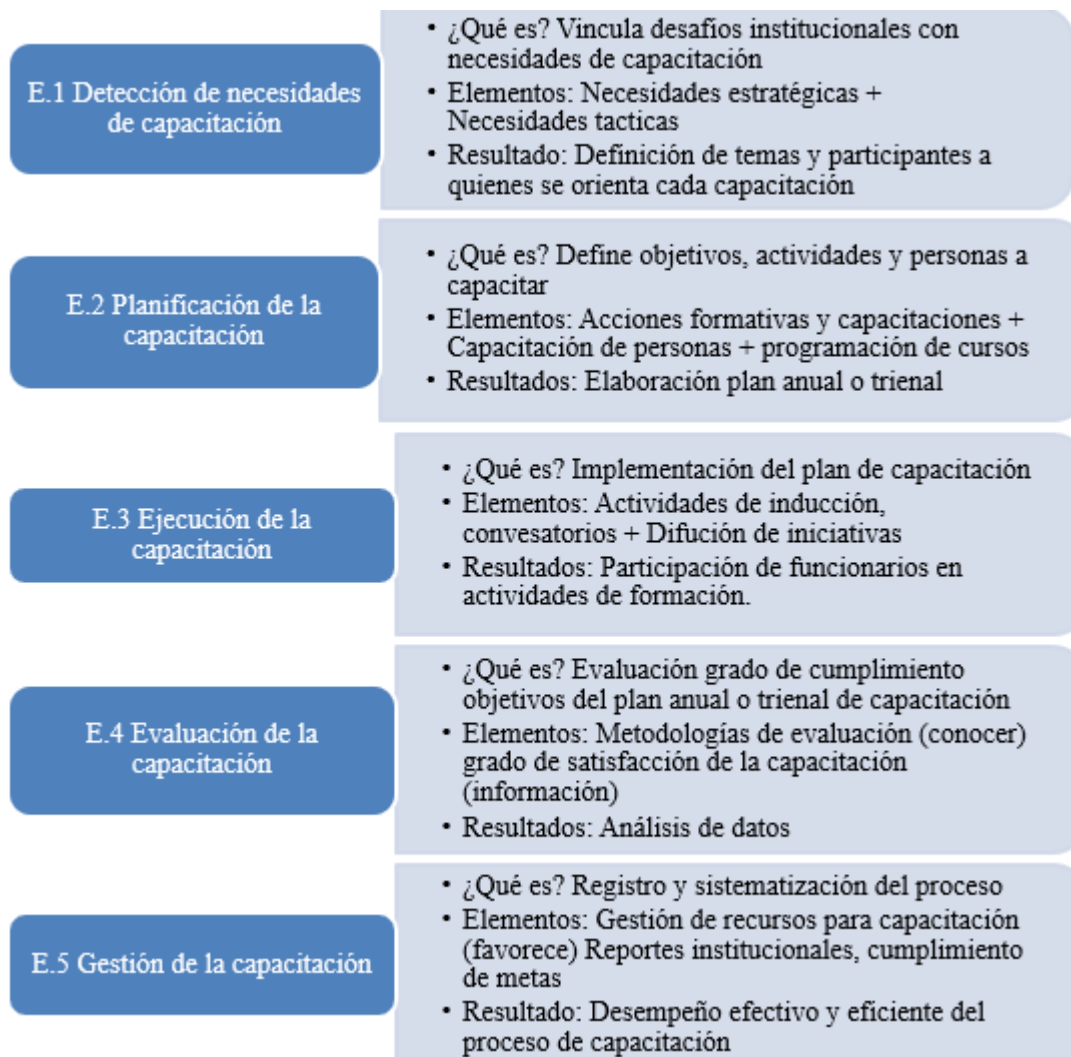 E.1 Detección de necesidades
de capacitación
• ¿Qué es? Vincula desafíos institucionales con
necesidades de capacitación
• Elementos: Necesidades estratégicas +
Necesidades tacticas
• Resultado: Definición de temas y participantes a
quienes se orienta cada capacitación
E.2 Planificación de la
capacitación
• ¿Qué es? Define objetivos, actividades y personas a
capacitar
• Elementos: Acciones formativas y capacitaciones +
Capacitación de personas + programación de cursos
• Resultados: Elaboración plan anual o trienal
E.3 Ejecución de la
capacitación
• ¿Qué es? Implementación del plan de capacitación
• Elementos: Actividades de inducción,
convesatorios + Difución de iniciativas
• Resultados: Participación de funcionarios en
actividades de formación.
E.4 Evaluación de la
capacitación
• ¿Qué es? Evaluación grado de cumplimiento
objetivos del plan anual o trienal de capacitación
• Elementos: Metodologías de evaluación (conocer)
grado de satisfacción de la capacitación
(información)
• Resultados: Análisis de datos
E.5 Gestión de la capacitación
• ¿Qué es? Registro y sistematización del proceso
• Elementos: Gestión de recursos para capacitación
(favorece) Reportes institucionales, cumplimiento
de metas
• Resultado: Desempeño efectivo y eficiente del
proceso de capacitación